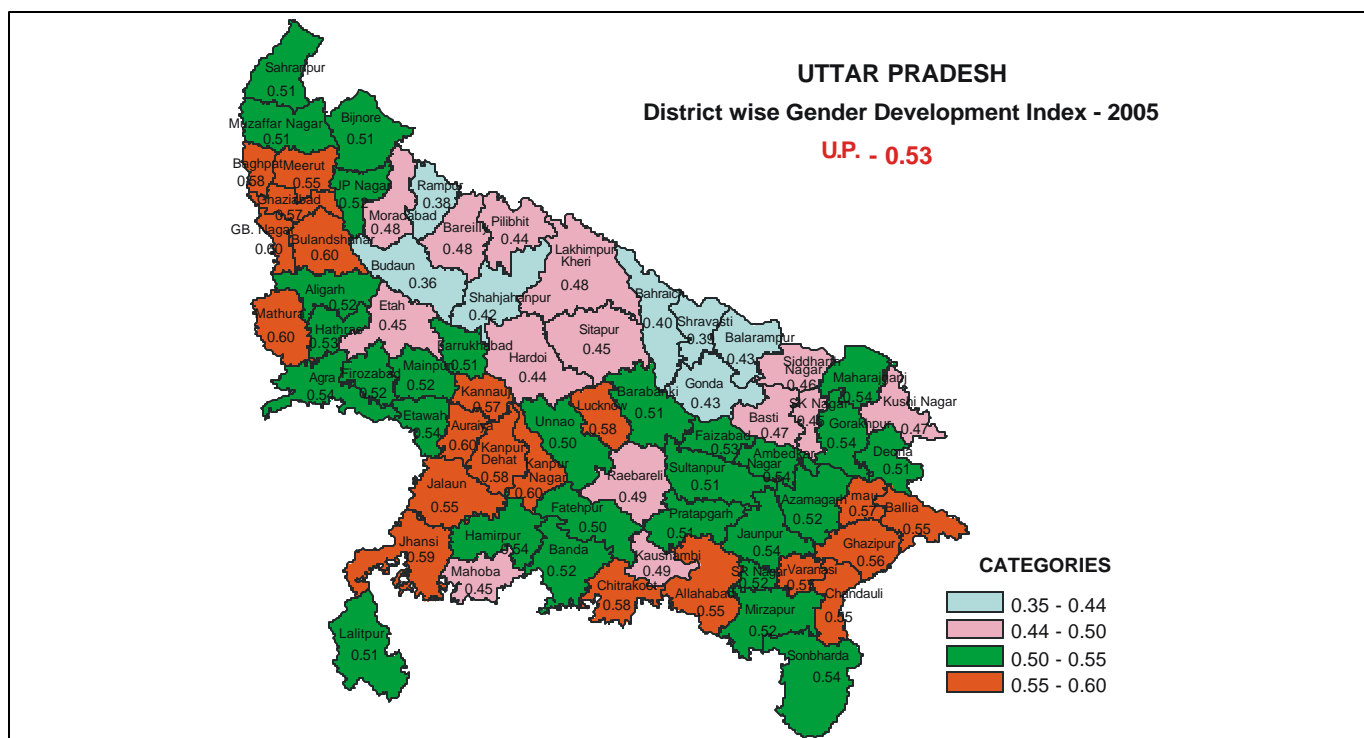 UTTAR PRADESH
District wise Gender Development Index - 2005
U.P. - 0.53
Sahranpur
0.51
Muzaffar Nagar
0.51
Bijnore
0.51
Baghpat
0.58
Meerut
0.55
Ghaziabad
0.57
JP Nagar
0.52
Rampur
0.38
Moradabad
0.48
Bareilly
0.48
Pilibhit
0.44
GB. Nagar
0.60
Bulandshahar
0.60
Budaun
0.36
Lakhimpur
Kheri
0.48
Shahjahanpur
0.42
Bahraich
0.40
Shravasti
0.39
Balarampur
0.43
Aligarh
0.52
Etah
0.45
Mathura
0.60
Hathras
0.53
Sitapur
0.45
Hardoi
0.44
Farrukhabad
0.51
Mainpuri
0.52
Firozabad
0.52
Agra
0.54
Gonda
0.43
Siddharth
Nagar
0.46
Maharajganj
0.54
Kushi Nagar
0.47
SK Nagar
0.45
Basti
0.47
Gorakhpur
0.54
Deoria
0.51
Kannauj
0.57
Lucknow
0.58
Barabanki
0.51
Etawah
0.54
Auraiya
0.60
Kanpur
Dehat
0.58
Unnao
0.50
Kanpur
Nagar
0.60
Faizabad
0.53
Ambedkar
Nagar
0.54
Sultanpur
0.51
Raebareli
0.49
Azamagarh
0.52
mau
0.57
Ballia
0.55
Jalaun
0.55
Fatehpur
0.50
Pratapgarh
0.51
Jaunpur
0.54
Ghazipur
0.56
Jhansi
0.59
Hamirpur
0.54
Banda
0.52
Kaushambi
0.49
Mahoba
0.45
Chitrakoot
0.58
Allahabad
0.55
SR Nagar
0.52
Varanasi
0.57
Chandauli
0.55
Mirzapur
0.52
Lalitpur
0.51
Sonbharda
0.54
CATEGORIES
0.35 - 0.44
0.44 - 0.50
0.50 - 0.55
0.55 - 0.60